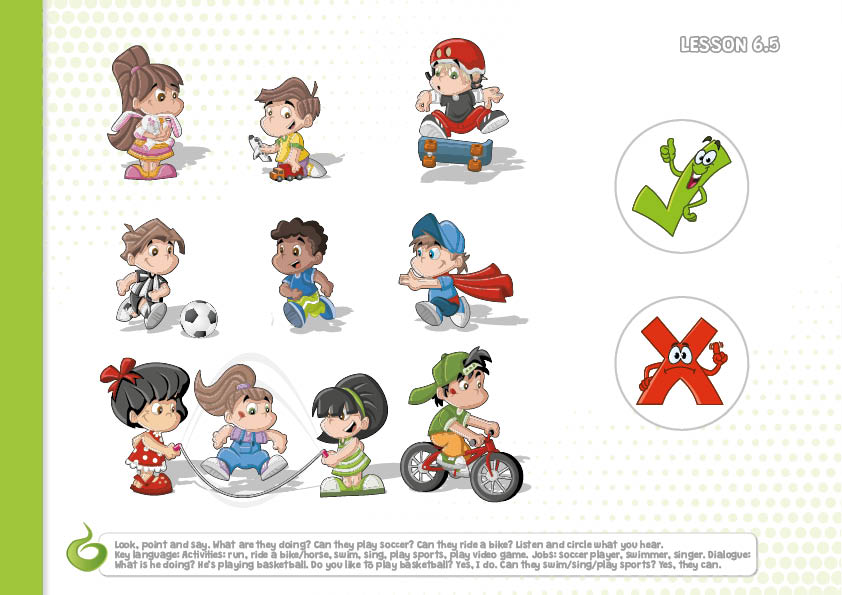 LESSON 6.5
Look, point and say. What are they doing? Can they play soccer? Can they ride a bike? Listen and circle what you hear.
Key language: Activities: run, ride a bike/horse, swim, sing, play sports, play video game. Jobs: soccer player, swimmer, singer. Dialogue:
What is he doing? He's playing basketball. Do you like to play basketball? Yes, I do. Can they swim/sing/play sports? Yes, they can.